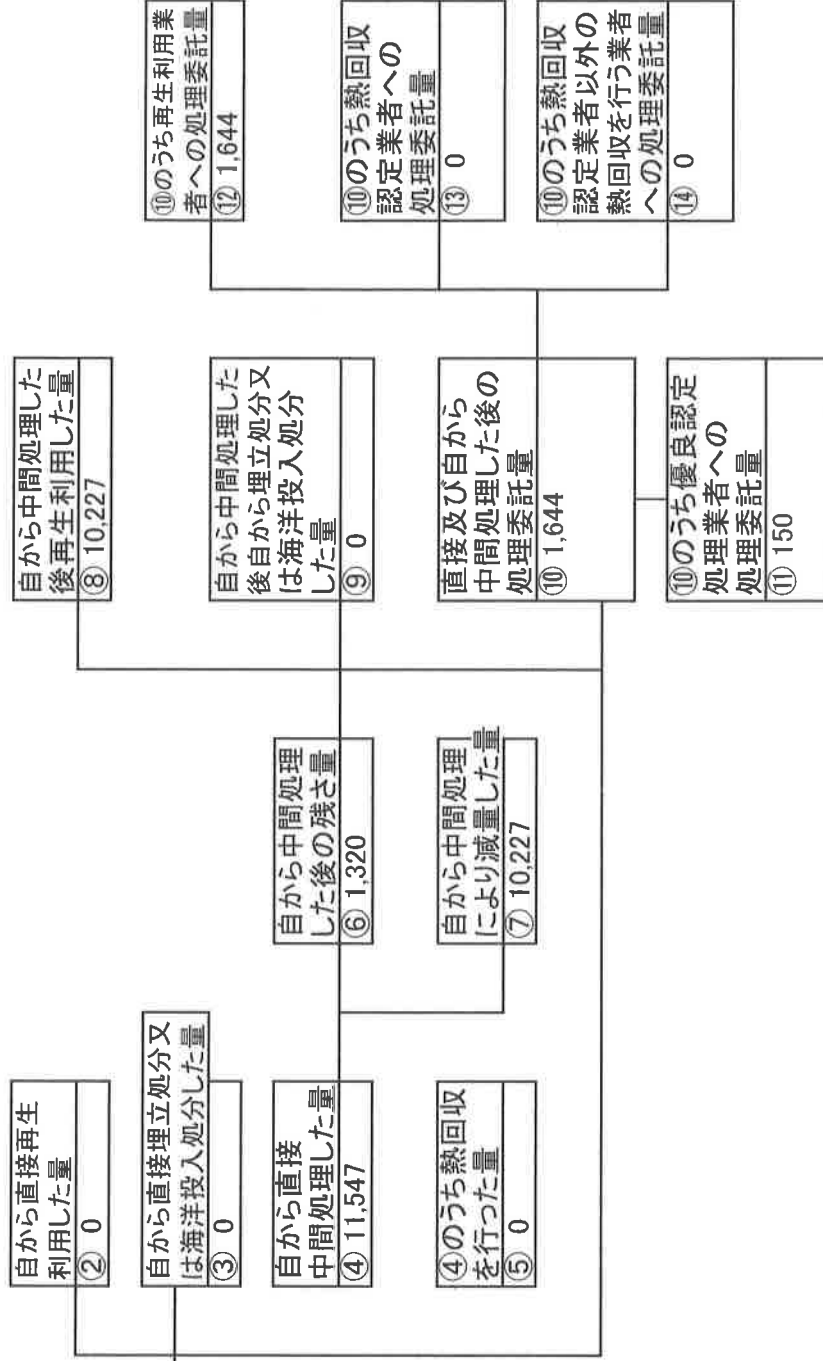 自から直接再生
利用した量
② 0
自から直接埋立処分又
は海洋投入処分した量
③ 0
自から直接
中間処理した量
④ 11,547
④のうち熱回収
を行った量
⑤ 0
自から中間処理
した後の残さ量
⑥ 1,320
自から中間処理
により減量した量
⑦ 10,227
自から中間処理した
後再生利用した量
⑧ 10,227
自から中間処理した
後自から埋立処分又
は海洋投入処分
した量
⑨ 0
直接及び自から
中間処理した後の
処理委託量
⑩ 1,644
⑩のうち優良認定
処理業者への
処理委託量
⑪ 150
⑩のうち再生利用業
者への処理委託量
⑫ 1,644
⑩のうち熱回収
認定業者への
処理委託量
⑬ 0
⑩のうち熱回収
認定業者以外の
熱回収を行う業者
への処理委託量
⑭ 0